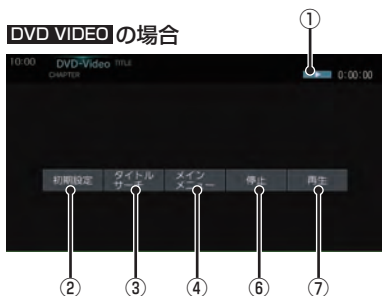 ①
DVD VIDEO の場合
10:00 DVD-Video TITLE
CHAPTER
0:00:00
初期設定 タイトルサーチ メインメニュー 停止 再生
② ③ ④ ⑥ ⑦